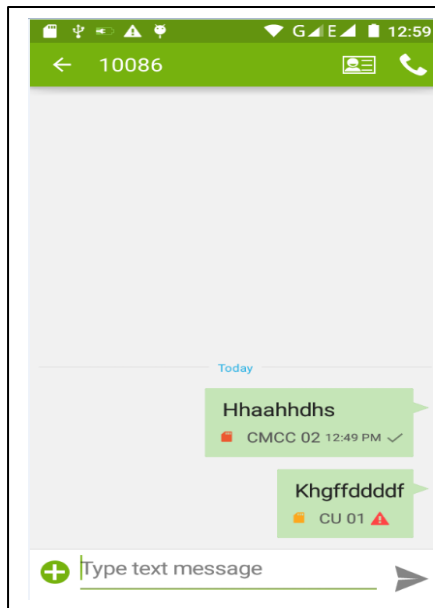 G E 12:59
10086
Today
Hhaahhdhs
CMCC 02 12:49 PM
Khgffddddf
CU 01
Type text message